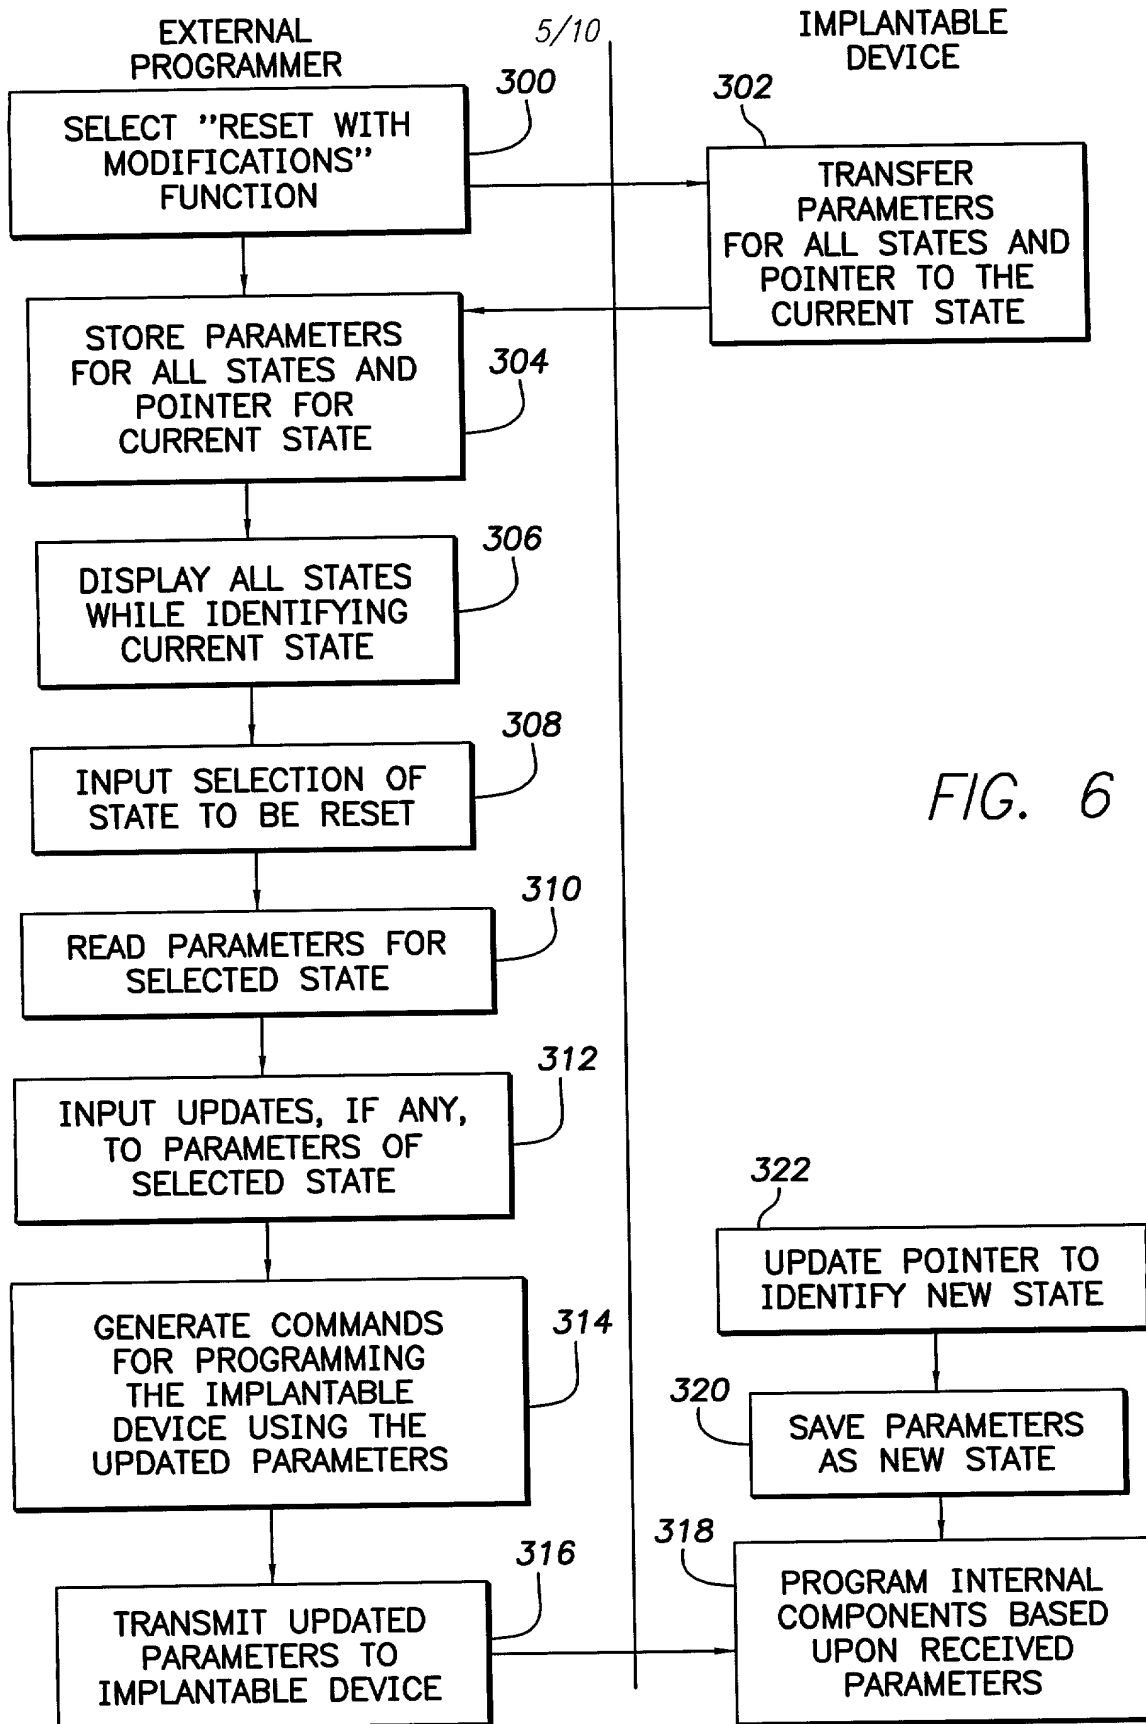 EXTERNAL
PROGRAMMER
5/10
IMPLANTABLE
DEVICE
300
SELECT "RESET WITH
MODIFICATIONS"
FUNCTION
302
TRANSFER
PARAMETERS
FOR ALL STATES AND
POINTER TO THE
CURRENT STATE
STORE PARAMETERS
FOR ALL STATES AND
POINTER FOR
CURRENT STATE
304
DISPLAY ALL STATES
WHILE IDENTIFYING
CURRENT STATE
306
INPUT SELECTION OF
STATE TO BE RESET
308
FIG. 6
READ PARAMETERS FOR
SELECTED STATE
310
INPUT UPDATES, IF ANY,
TO PARAMETERS OF
SELECTED STATE
312
GENERATE COMMANDS
FOR PROGRAMMING
THE IMPLANTABLE
DEVICE USING THE
UPDATED PARAMETERS
314
TRANSMIT UPDATED
PARAMETERS TO
IMPLANTABLE DEVICE
316
322
UPDATE POINTER TO
IDENTIFY NEW STATE
320
SAVE PARAMETERS
AS NEW STATE
318
PROGRAM INTERNAL
COMPONENTS BASED
UPON RECEIVED
PARAMETERS